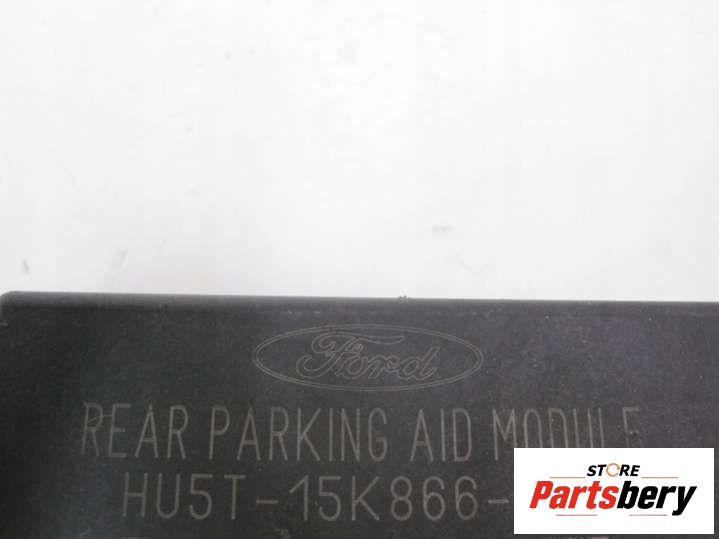 Ford
REAR PARKING AID MODULE
HU5T-15K866-
STORE
Partsbery